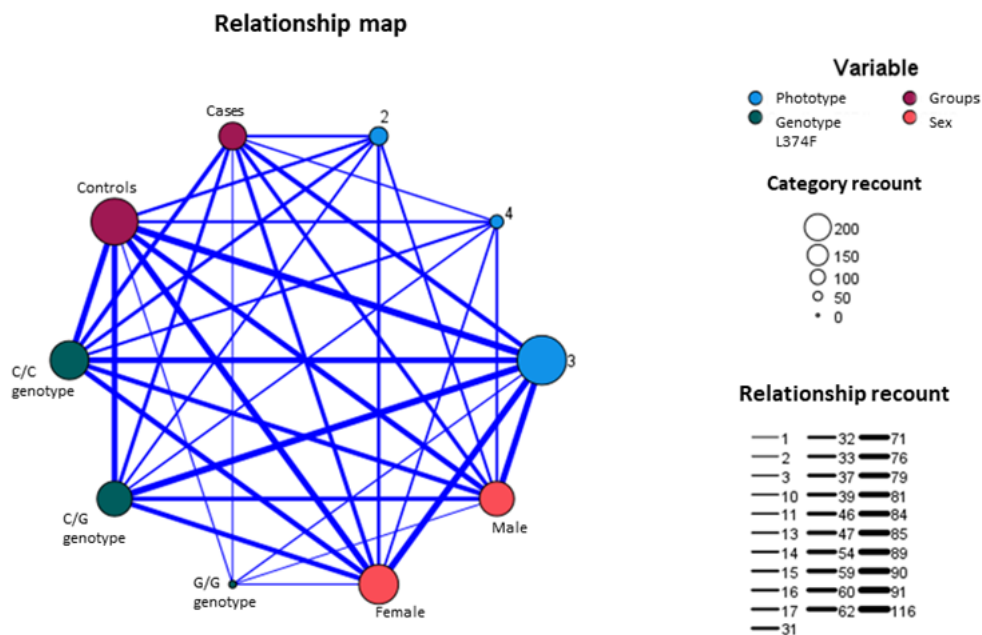 Relationship map
Cases
2
Controls
4
3
C/C
genotype
C/G
genotype
G/G
genotype
Female
Male
Variable
Phototype
Groups
Genotype
L374F
Sex
Category recount
200
150
100
50
0
Relationship recount
1 32 71
2 33 76
3 37 79
10 39 81
11 46 84
13 47 85
14 54 89
15 59 90
16 60 91
17 62 116
31